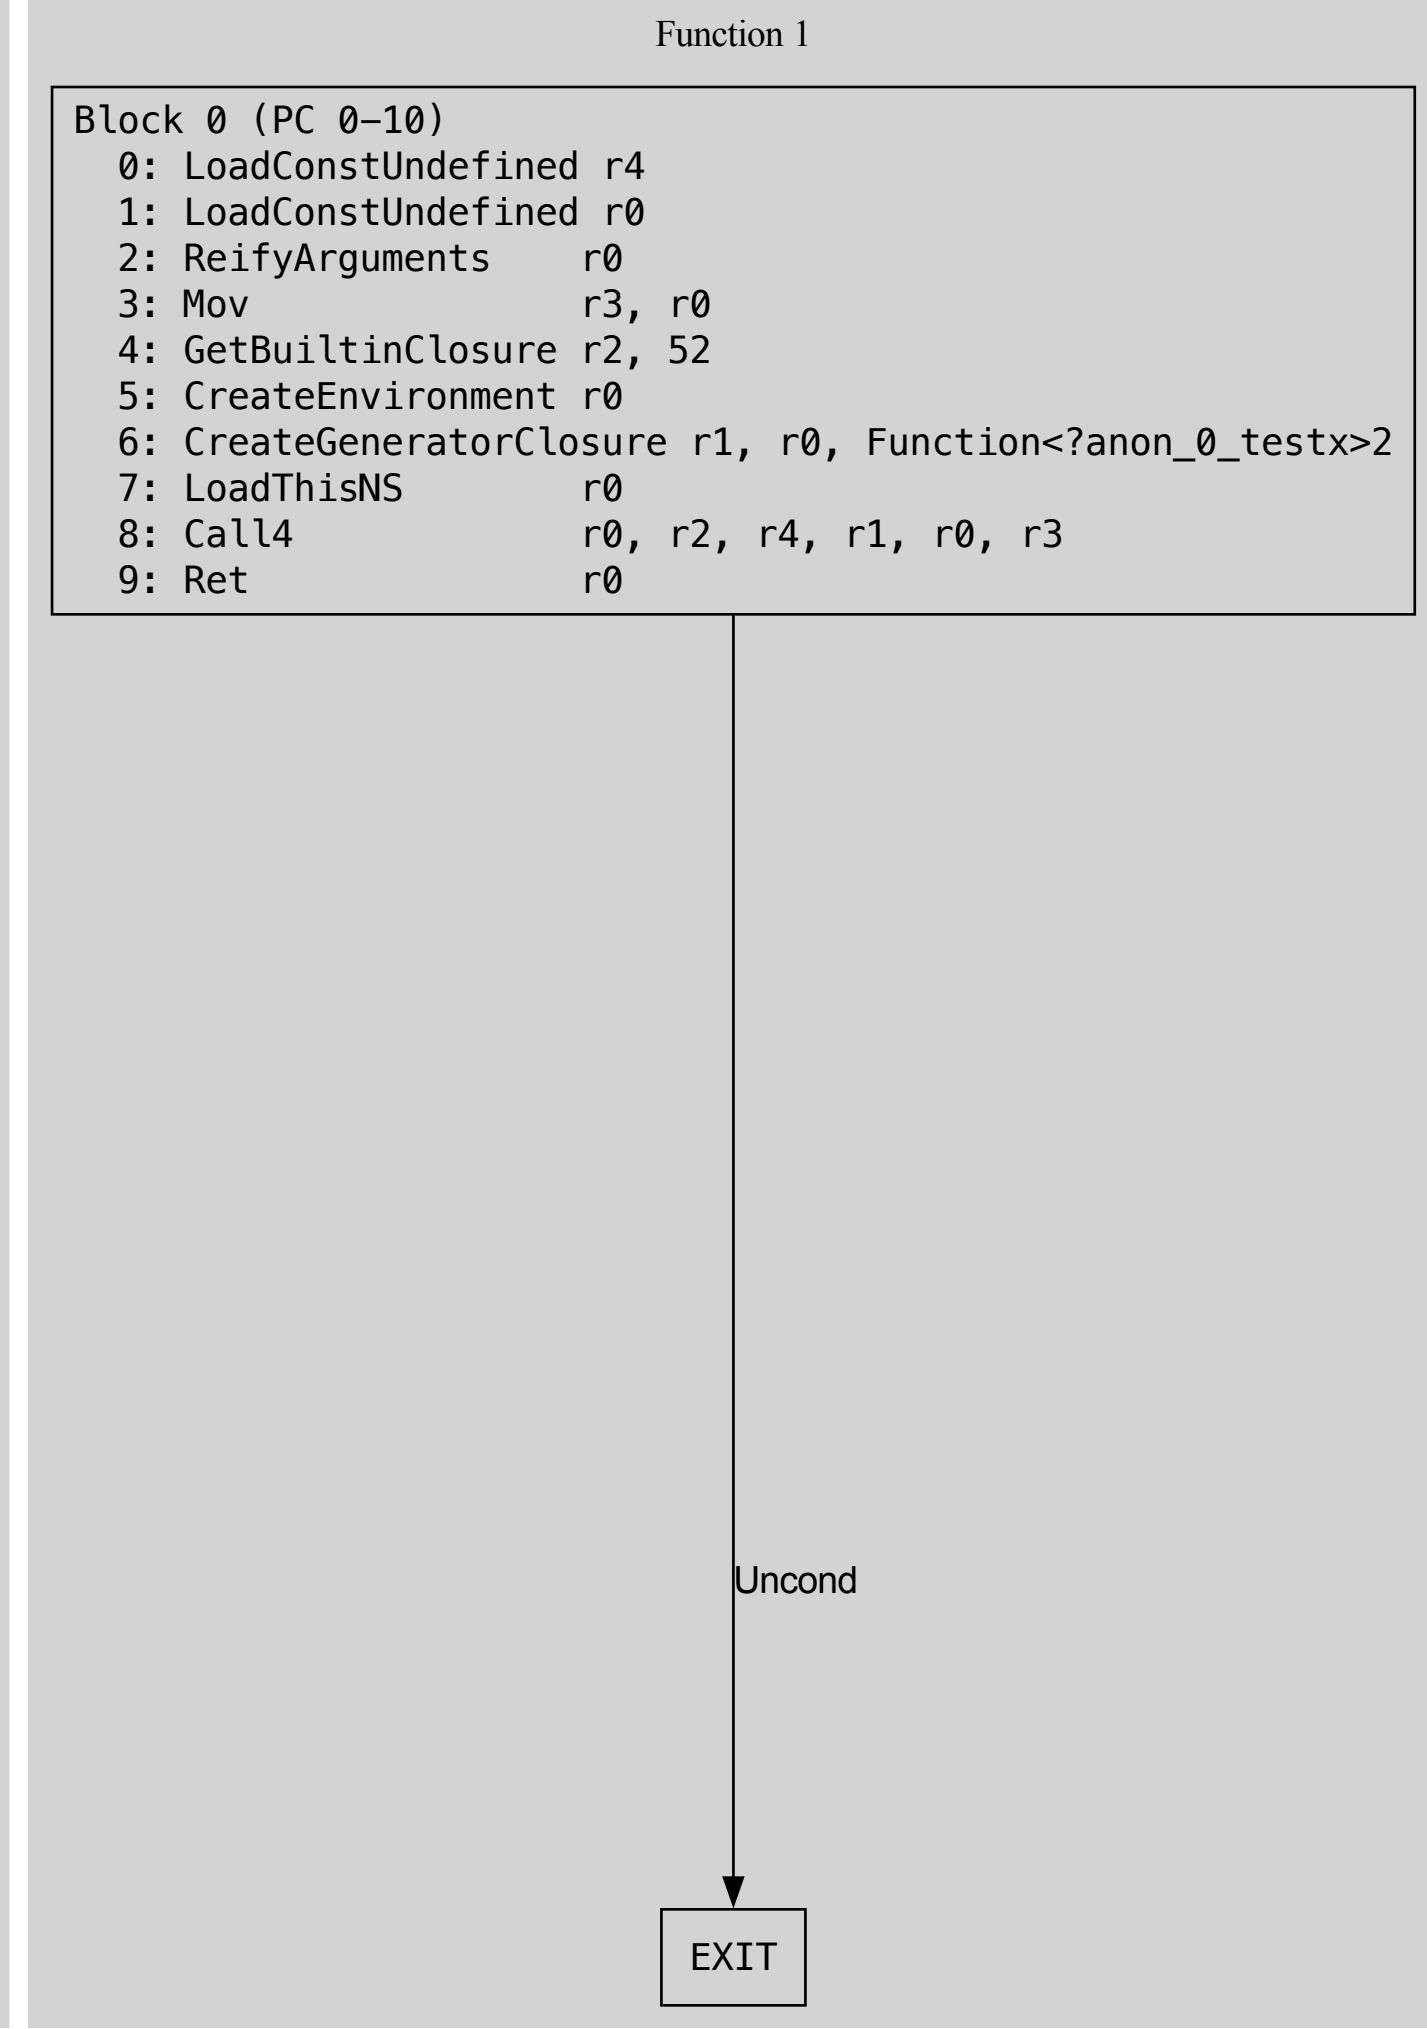 Function 1
Block 0 (PC 0–10)
0: LoadConstUndefined r4
1: LoadConstUndefined r0
2: ReifyArguments r0
3: Mov r3, r0
4: GetBuiltinClosure r2, 52
5: CreateEnvironment r0
6: CreateGeneratorClosure r1, r0, Function<?anon_0_testx>2
7: LoadThisNS r0
8: Call4 r0, r2, r4, r1, r0, r3
9: Ret r0
Uncond
EXIT